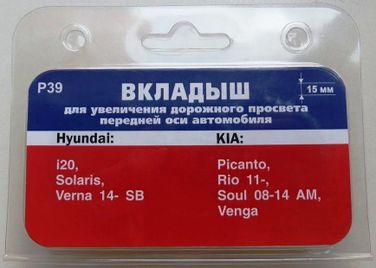 P39
ВКЛАДЫШ
15 мм
для увеличения дорожного просвета
передней оси автомобиля
Hyundai: KIA:
i20, Picanto,
Solaris, Rio 11-,
Verna 14- SB Soul 08-14 AM,
Venga